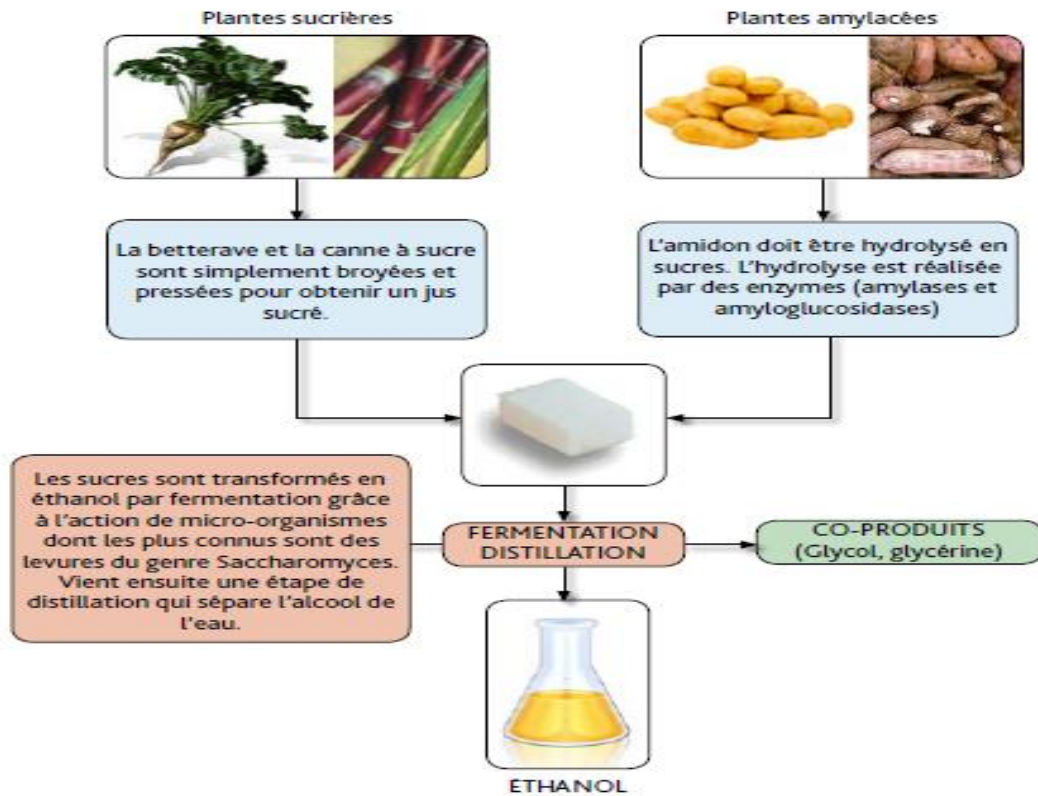 Plantes sucrières
Plantes amylacées
La betterave et la canne à sucre
sont simplement broyées et
pressées pour obtenir un jus
sucré.
L'amidon doit être hydrolysé en
sucres. L'hydrolyse est réalisée
par des enzymes (amylases et
amyloglucosidases)
Les sucres sont transformés en
éthanol par fermentation grâce
à l'action de micro-organismes
dont les plus connus sont des
levures du genre Saccharomyces.
Vient ensuite une étape de
distillation qui sépare l'alcool de
l'eau.
FERMENTATION
DISTILLATION
CO-PRODUITS
(Glycol, glycérine)
ÉTHANOL